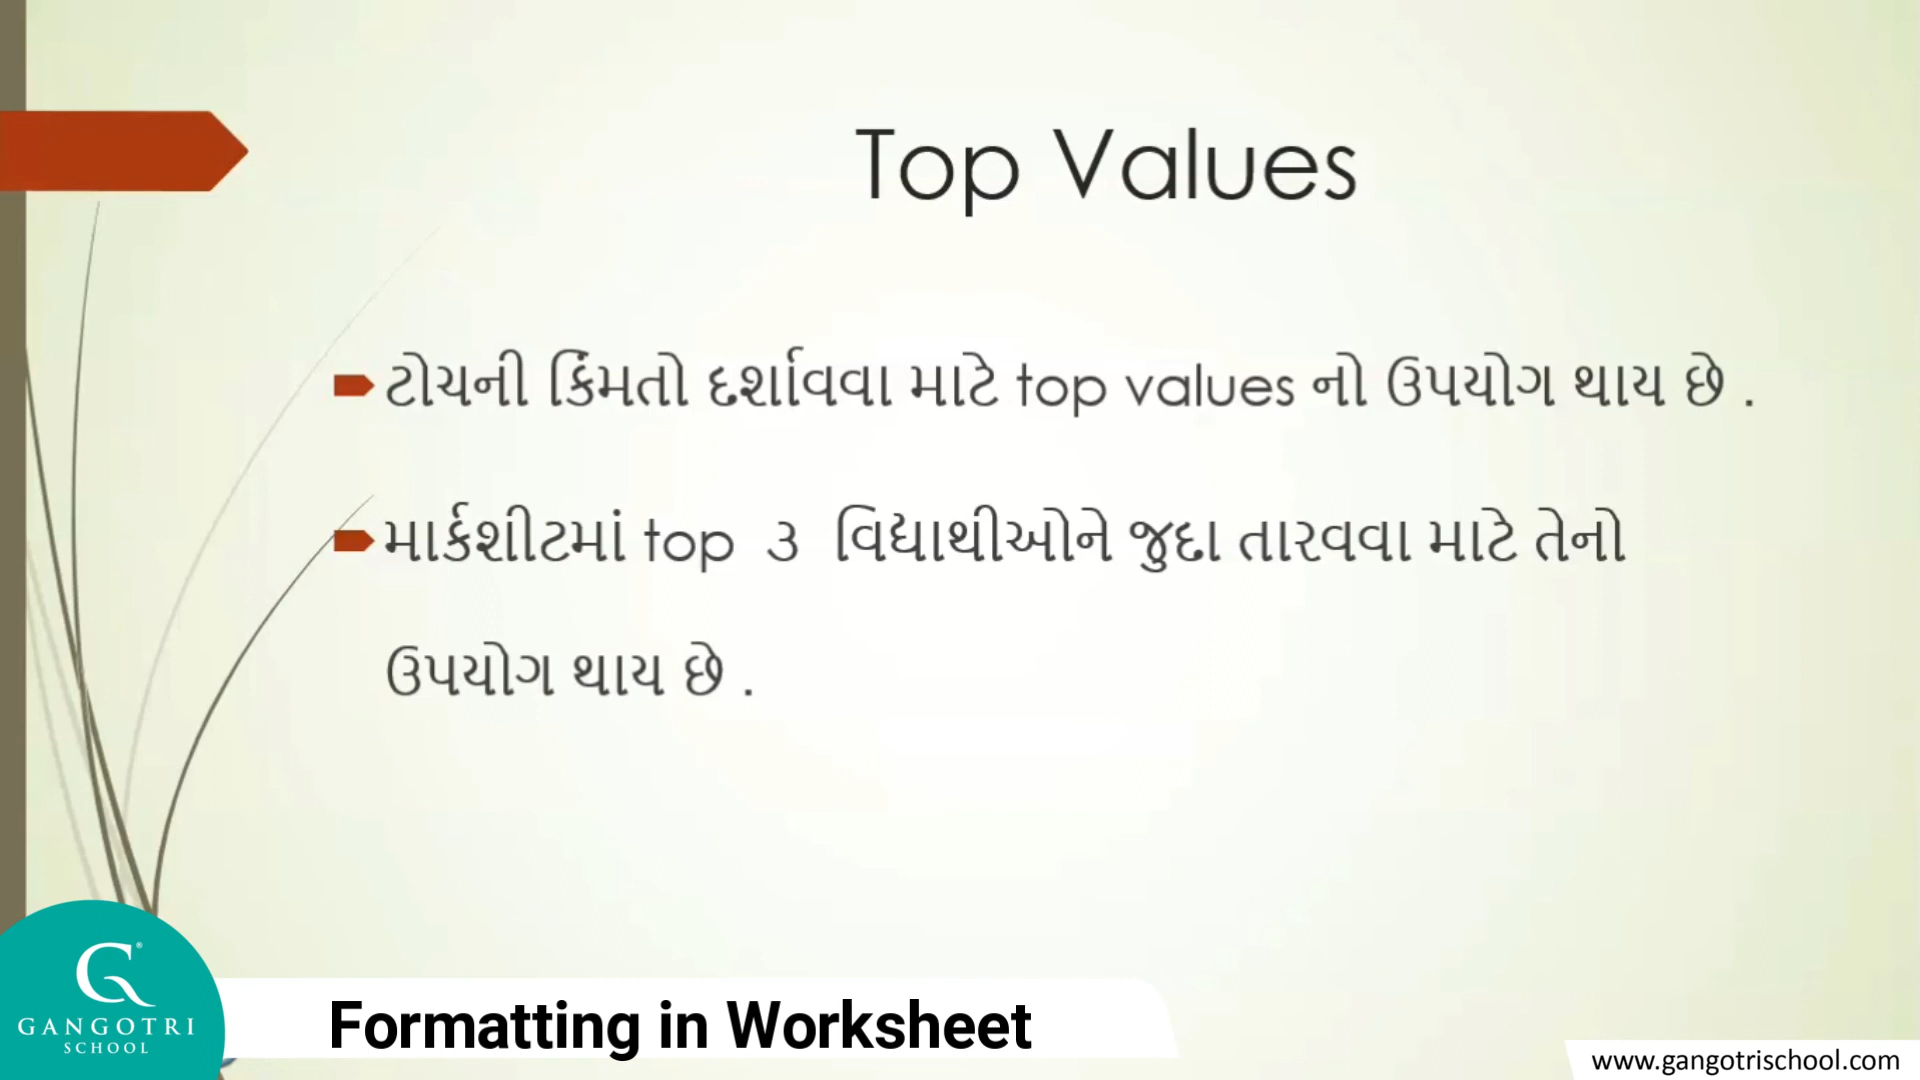 Top Values
ટોચની કિંમતો દર્શાવવા માટે top values નો ઉપયોગ થાય છે .
માર્કશીટમાં top ૩ વિદ્યાર્થીઓને જુદા તારવવા માટે તેનો
ઉપયોગ થાય છે .
GANGOTRI
SCHOOL
Formatting in Worksheet
www.gangotrischool.com